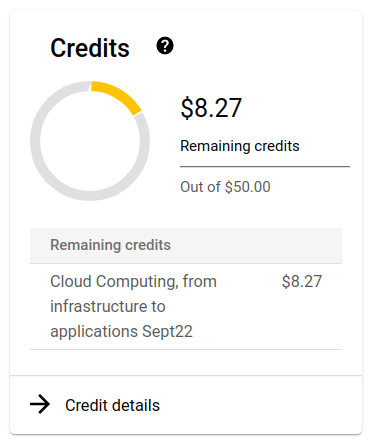 Credits ?
$8.27
Remaining credits
Out of $50.00
Remaining credits
Cloud Computing, from $8.27
infrastructure to
applications Sept22
Credit details